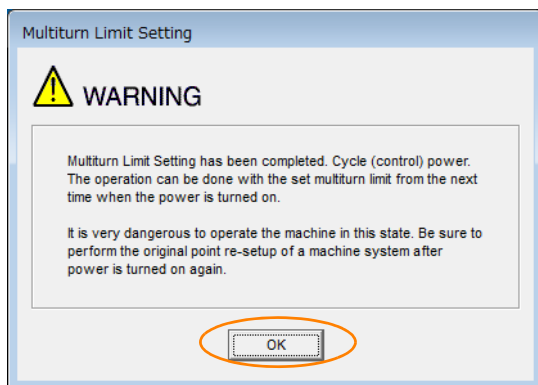 Multiturn Limit Setting
WARNING
Multiturn Limit Setting has been completed. Cycle (control) power.
The operation can be done with the set multiturn limit from the next
time when the power is turned on.
It is very dangerous to operate the machine in this state. Be sure to
perform the original point re-setup of a machine system after
power is turned on again.
OK